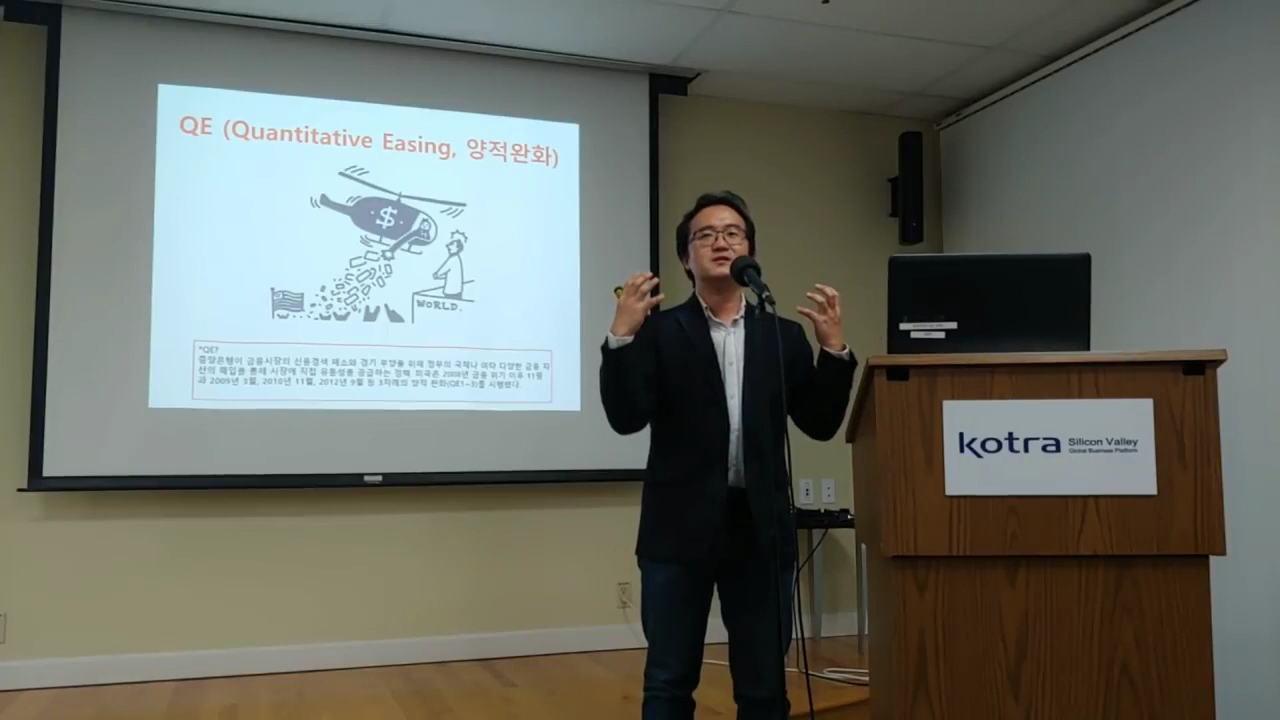 QE (Quantitative Easing, 양적완화)
$
WORLD.
*QE?
중앙은행이 금융시장의 신용경색 해소와 경기 부양을 위해 정부의 국채나 여타 다양한 금융 자
산의 매입을 통해 시장에 직접 유동성을 공급하는 정책. 미국은 2008년 금융 위기 이후 11월
과 2009년 3월, 2010년 11월, 2012년 9월 등 3차례의 양적 완화(QE1~3)를 시행했다.
kotra Silicon Valley
Global Business Platform